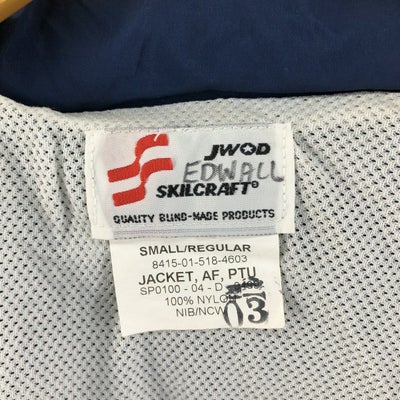 JWOD
EDWALL
SKILCRAFT®
QUALITY BLIND-MADE PRODUCTS
SMALL/REGULAR
8415-01-518-4603
JACKET, AF, PTU
SP0100 - 04 - D -
100% NYLON
NIB/NCW
03